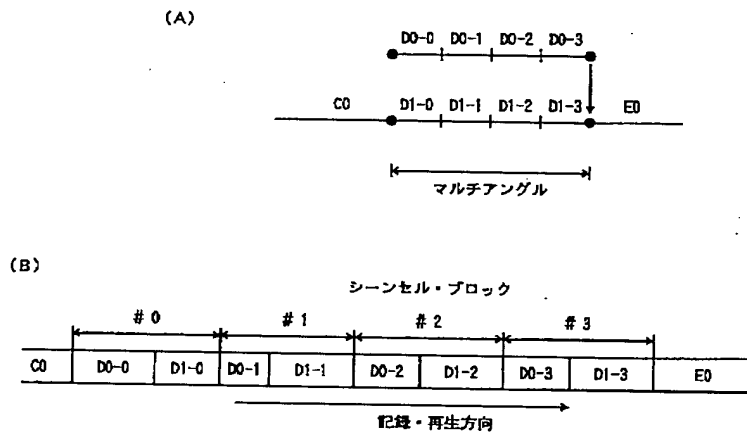 (A)
D0-0 D0-1 D0-2 D0-3
C0 D1-0 D1-1 D1-2 D1-3 E0
マルチアングル
(B)
シーンセル・ブロック
#0 #1 #2 #3
C0 D0-0 D1-0 D0-1 D1-1 D0-2 D1-2 D0-3 D1-3 E0
記録・再生方向